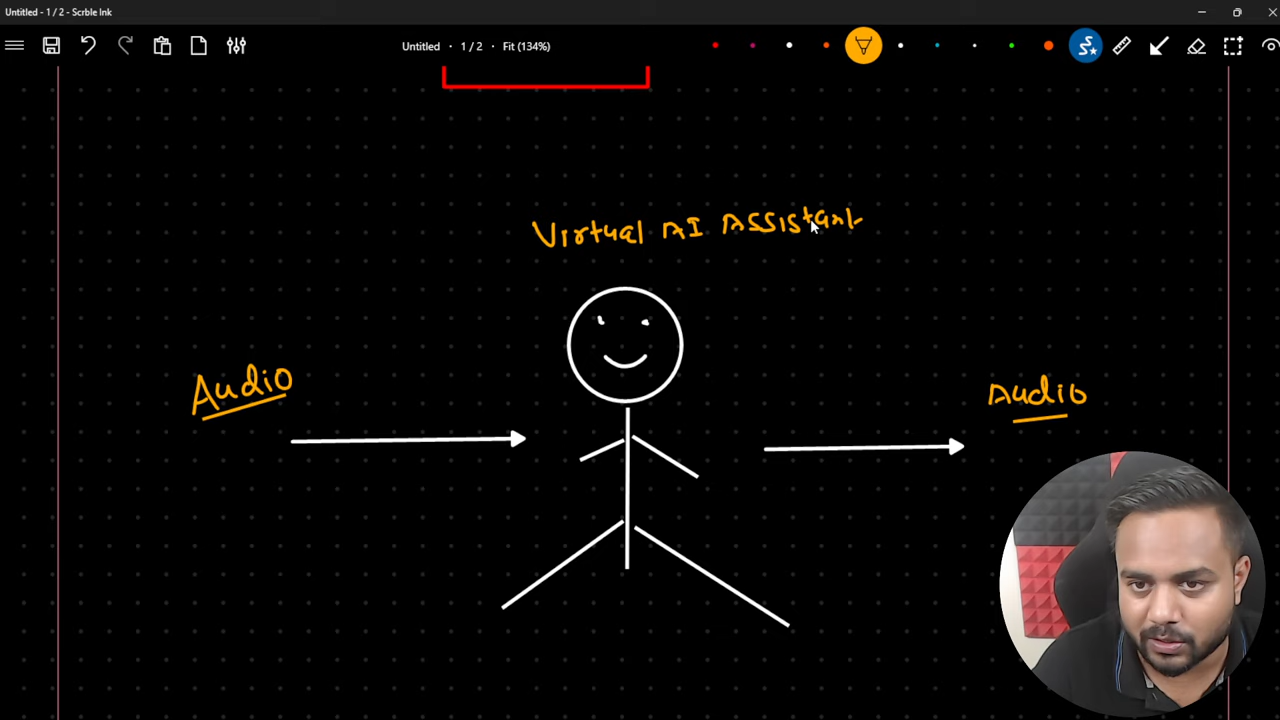 Untitled - 1 / 2 - Scrble Ink
Untitled · 1 / 2 · Fit (134%)
Virtual AI Assistant
Audio
Audio